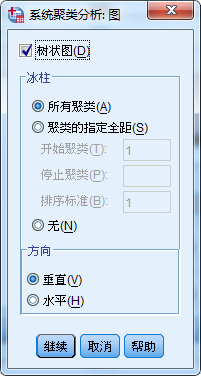 系统聚类分析: 图
树状图(D)
冰柱
所有聚类(A)
聚类的指定全距(S)
开始聚类(T): 1
停止聚类(P):
排序标准(B): 1
无(N)
方向
垂直(V)
水平(H)
继续 取消 帮助